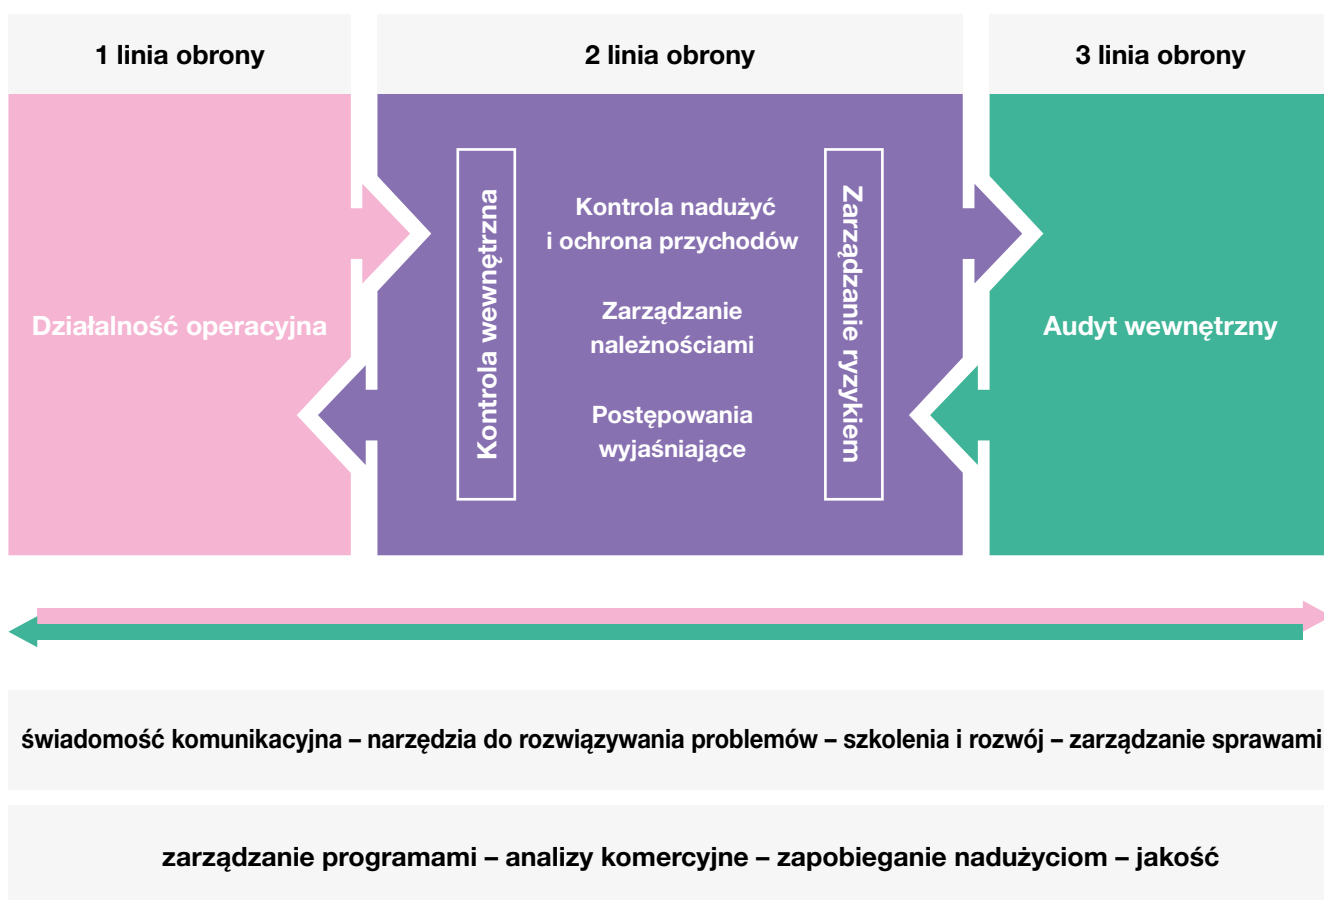 1 linia obrony
2 linia obrony
3 linia obrony
Działalność operacyjna
Kontrola wewnętrzna
Kontrola nadużyć
i ochrona przychodów
Zarządzanie
należnościami
Postępowania
wyjaśniające
Zarządzanie ryzykiem
Audyt wewnętrzny
świadomość komunikacyjna – narzędzia do rozwiązywania problemów – szkolenia i rozwój – zarządzanie sprawami
zarządzanie programami – analizy komercyjne – zapobieganie nadużyciom – jakość